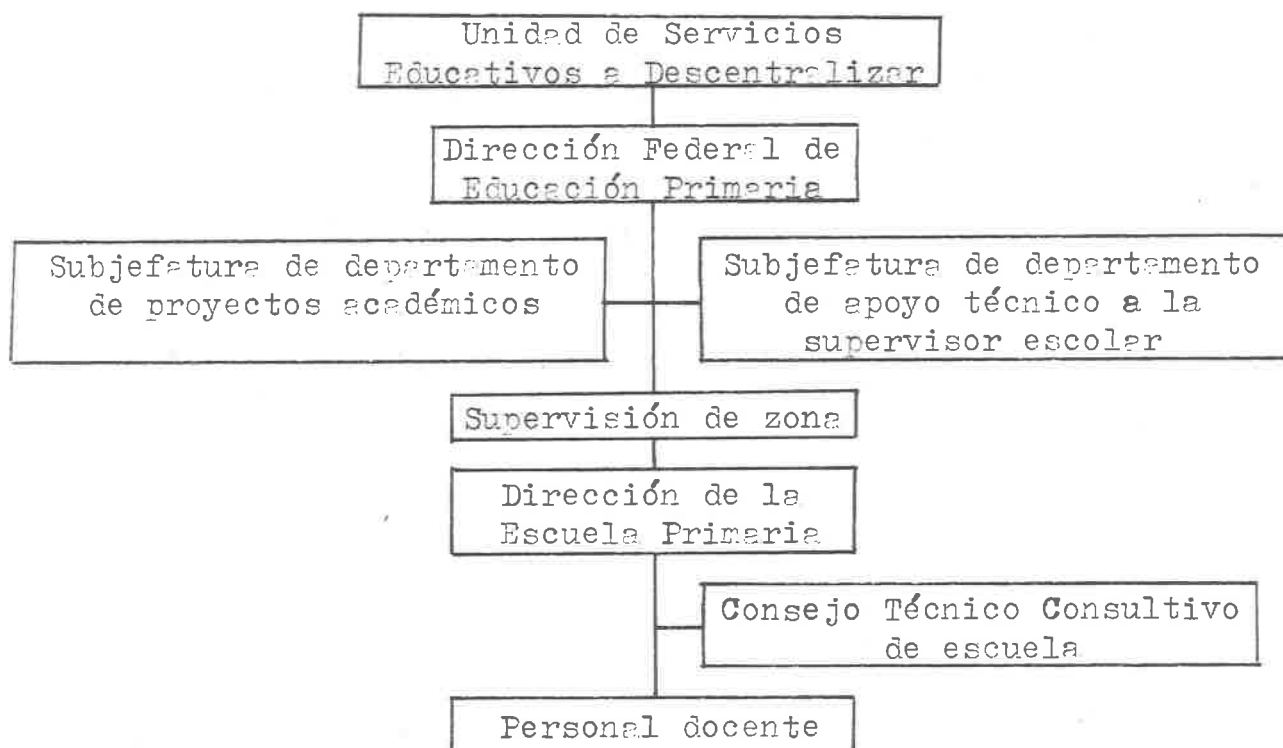 Unidad de Servicios
Educativos a Descentralizar
Dirección Federal de
Educación Primaria
Subjefatura de departamento
de proyectos académicos
Subjefatura de departamento
de apoyo técnico a la
supervisor escolar
Supervisión de zona
Dirección de la
Escuela Primaria
Consejo Técnico Consultivo
de escuela
Personal docente